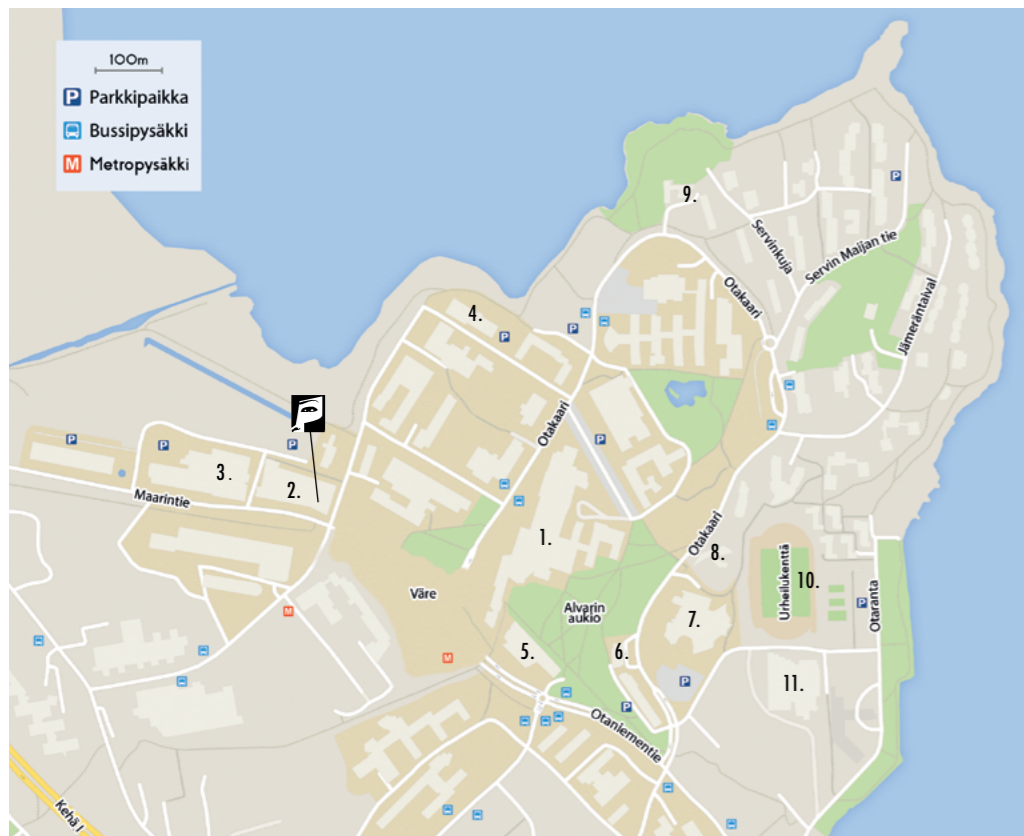 100m
P Parkkipaikka
Bussipysäkki
M Metropysäkki
9.
P
Servinkuja
Servin Maijan tie
Otakaari
4.
P
P
Jämeräntaival
Otakaari
P
P
P
P
3.
2.
Maarintie
1.
Otakaari
8.
Urheilukenttä
10.
P
Otaranta
Väre
Alvarin
aukio
M
7.
5.
6.
M
P
11.
P
Otaniementie
Kehä I